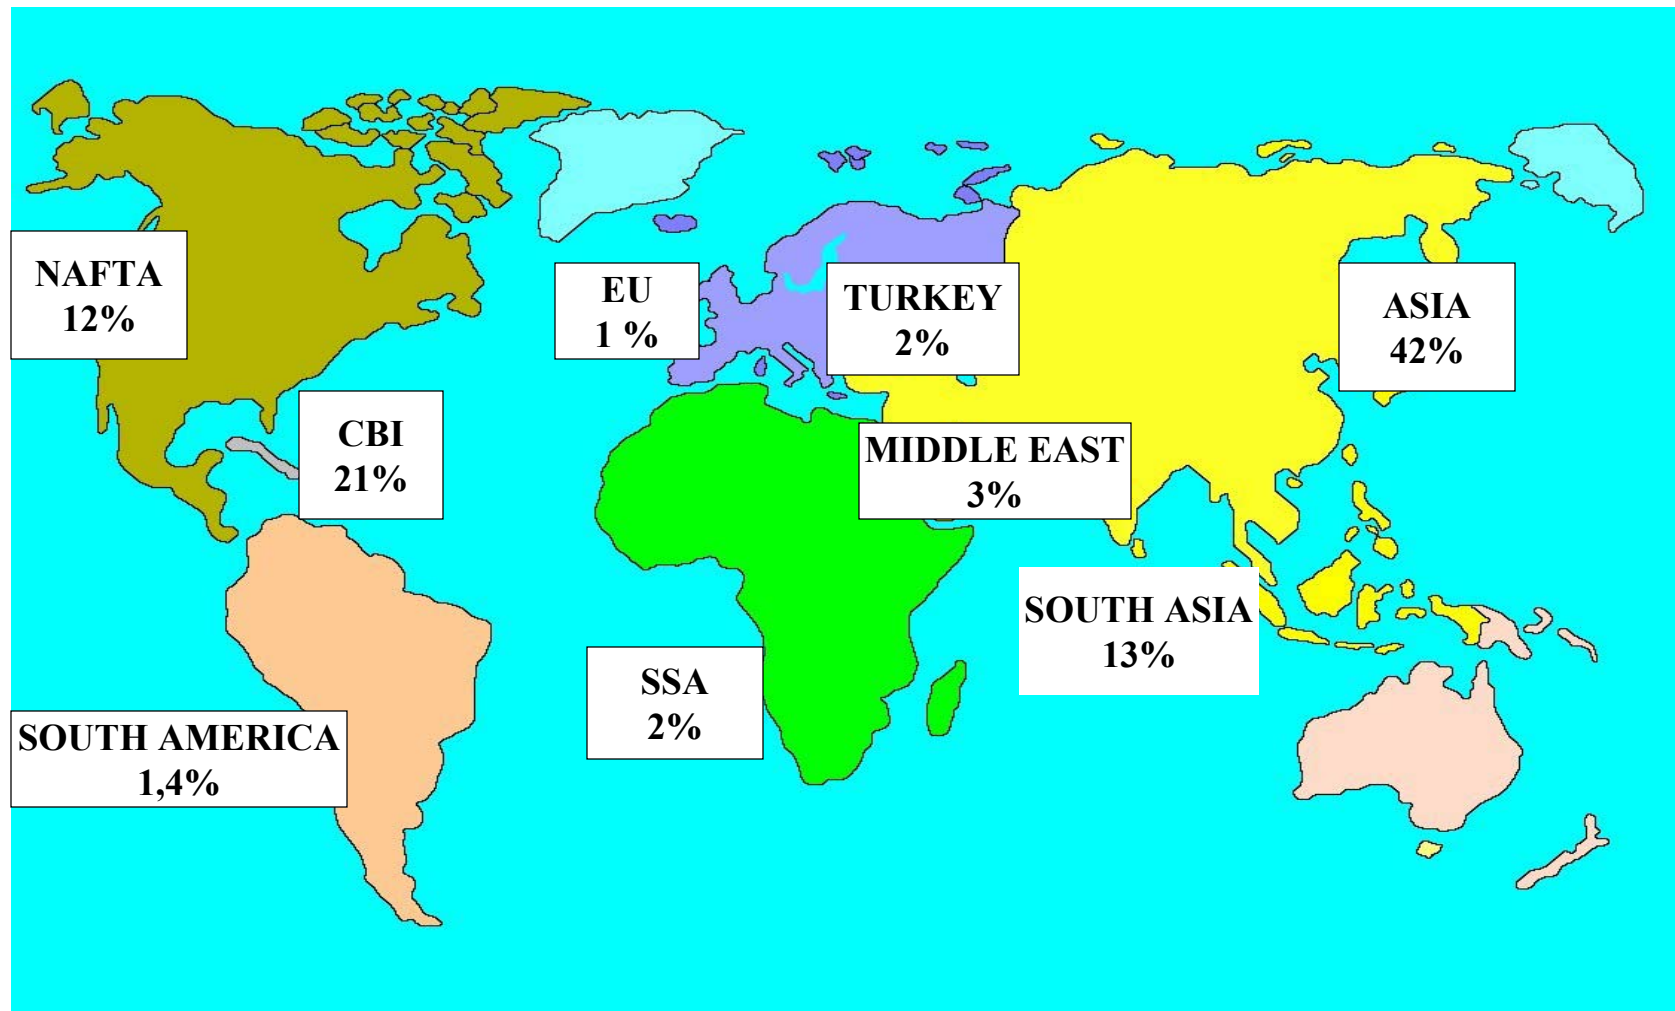 NAFTA
12%
EU
1 %
TURKEY
2%
ASIA
42%
CBI
21%
MIDDLE EAST
3%
SOUTH ASIA
13%
SSA
2%
SOUTH AMERICA
1,4%